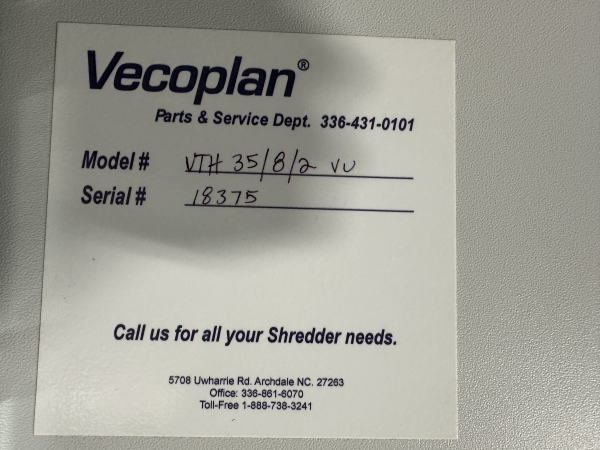 Vecoplan®
Parts & Service Dept. 336-431-0101
Model # VTH 35/8/2 VU
Serial # 18375
Call us for all your Shredder needs.
5708 Uwharrie Rd. Archdale NC. 27263
Office: 336-861-6070
Toll-Free 1-888-738-3241